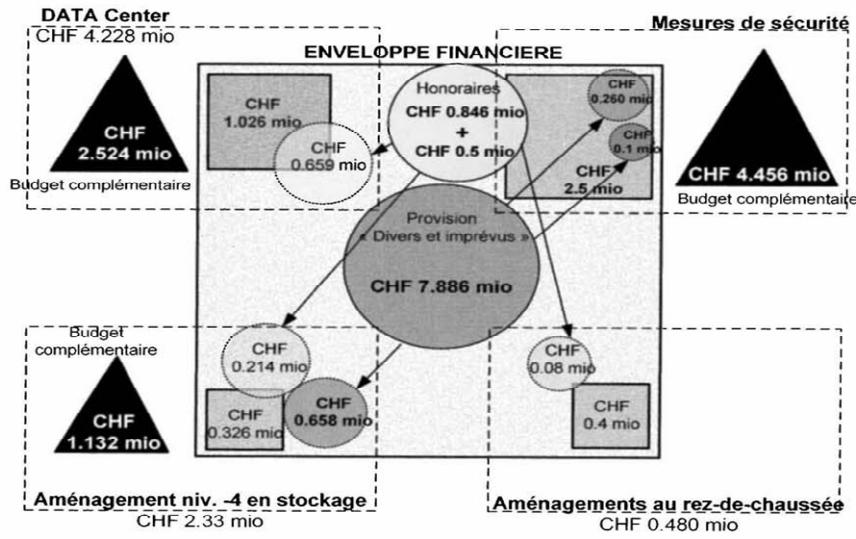 DATA Center
CHF 4.228 mio
Mesures de sécurité
ENVELOPPE FINANCIERE
CHF
2.524 mio
Budget complémentaire
CHF
1.026 mio
CHF
0.659 mio
Honoraires
CHF 0.846 mio
+
CHF 0.5 mio
CHF
0.260 mio
CHF
0.1 mio
CHF
2.5 mio
CHF 4.456 mio
Budget complémentaire
Provision
« Divers et imprévus »
CHF 7.886 mio
Budget
complémentaire
CHF
1.132 mio
CHF
0.214 mio
CHF
0.326 mio
CHF
0.658 mio
CHF
0.08 mio
CHF
0.4 mio
Aménagement niv. -4 en stockage
CHF 2.33 mio
Aménagements au rez-de-chaussée
CHF 0.480 mio